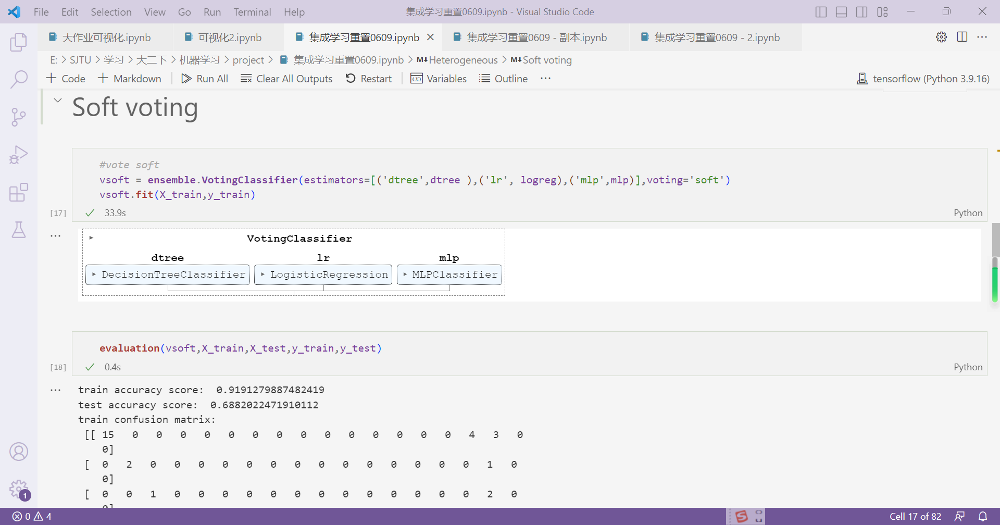 File Edit Selection View Go Run Terminal Help 集成学习重置0609.ipynb - Visual Studio Code
大作业可视化.ipynb 可视化2.ipynb 集成学习重置0609.ipynb 集成学习重置0609 - 副本.ipynb 集成学习重置0609 - 2.ipynb
E: > SJTU > 学习 > 大二下 > 机器学习 > project > 集成学习重置0609.ipynb > M↓Heterogeneous > M↓Soft voting
+ Code + Markdown Run All Clear All Outputs Restart Variables Outline ··· tensorflow (Python 3.9.16)
Soft voting
#vote soft
vsoft = ensemble.VotingClassifier(estimators=[('dtree',dtree ),('lr', logreg),('mlp',mlp)],voting='soft')
vsoft.fit(X_train,y_train)
[17] ✓ 33.9s Python
··· VotingClassifier
dtree lr mlp
DecisionTreeClassifier LogisticRegression MLPClassifier
evaluation(vsoft,X_train,X_test,y_train,y_test)
[18] ✓ 0.4s Python
··· train accuracy score:  0.9191279887482419
test accuracy score:  0.6882022471910112
train confusion matrix:
[[ 15 0 0 0 0 0 0 0 0 0 0 0 0 0 0 4 3 0
0]
[ 0 2 0 0 0 0 0 0 0 0 0 0 0 0 0 0 1 0
0]
[ 0 0 1 0 0 0 0 0 0 0 0 0 0 0 0 0 2 0
0]
1
0 4 S Cell 17 of 82